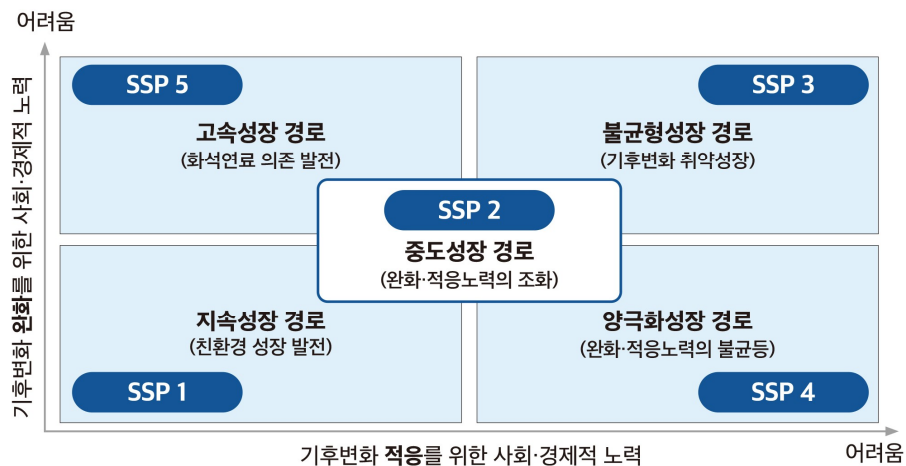 어려움
기후변화 완화를 위한 사회·경제적 노력
SSP 5
고속성장 경로
(화석연료 의존 발전)
SSP 3
불균형성장 경로
(기후변화 취약성장)
SSP 2
중도성장 경로
(완화·적응노력의 조화)
지속성장 경로
(친환경 성장 발전)
SSP 1
양극화성장 경로
(완화·적응노력의 불균등)
SSP 4
기후변화 적응를 위한 사회·경제적 노력
어려움